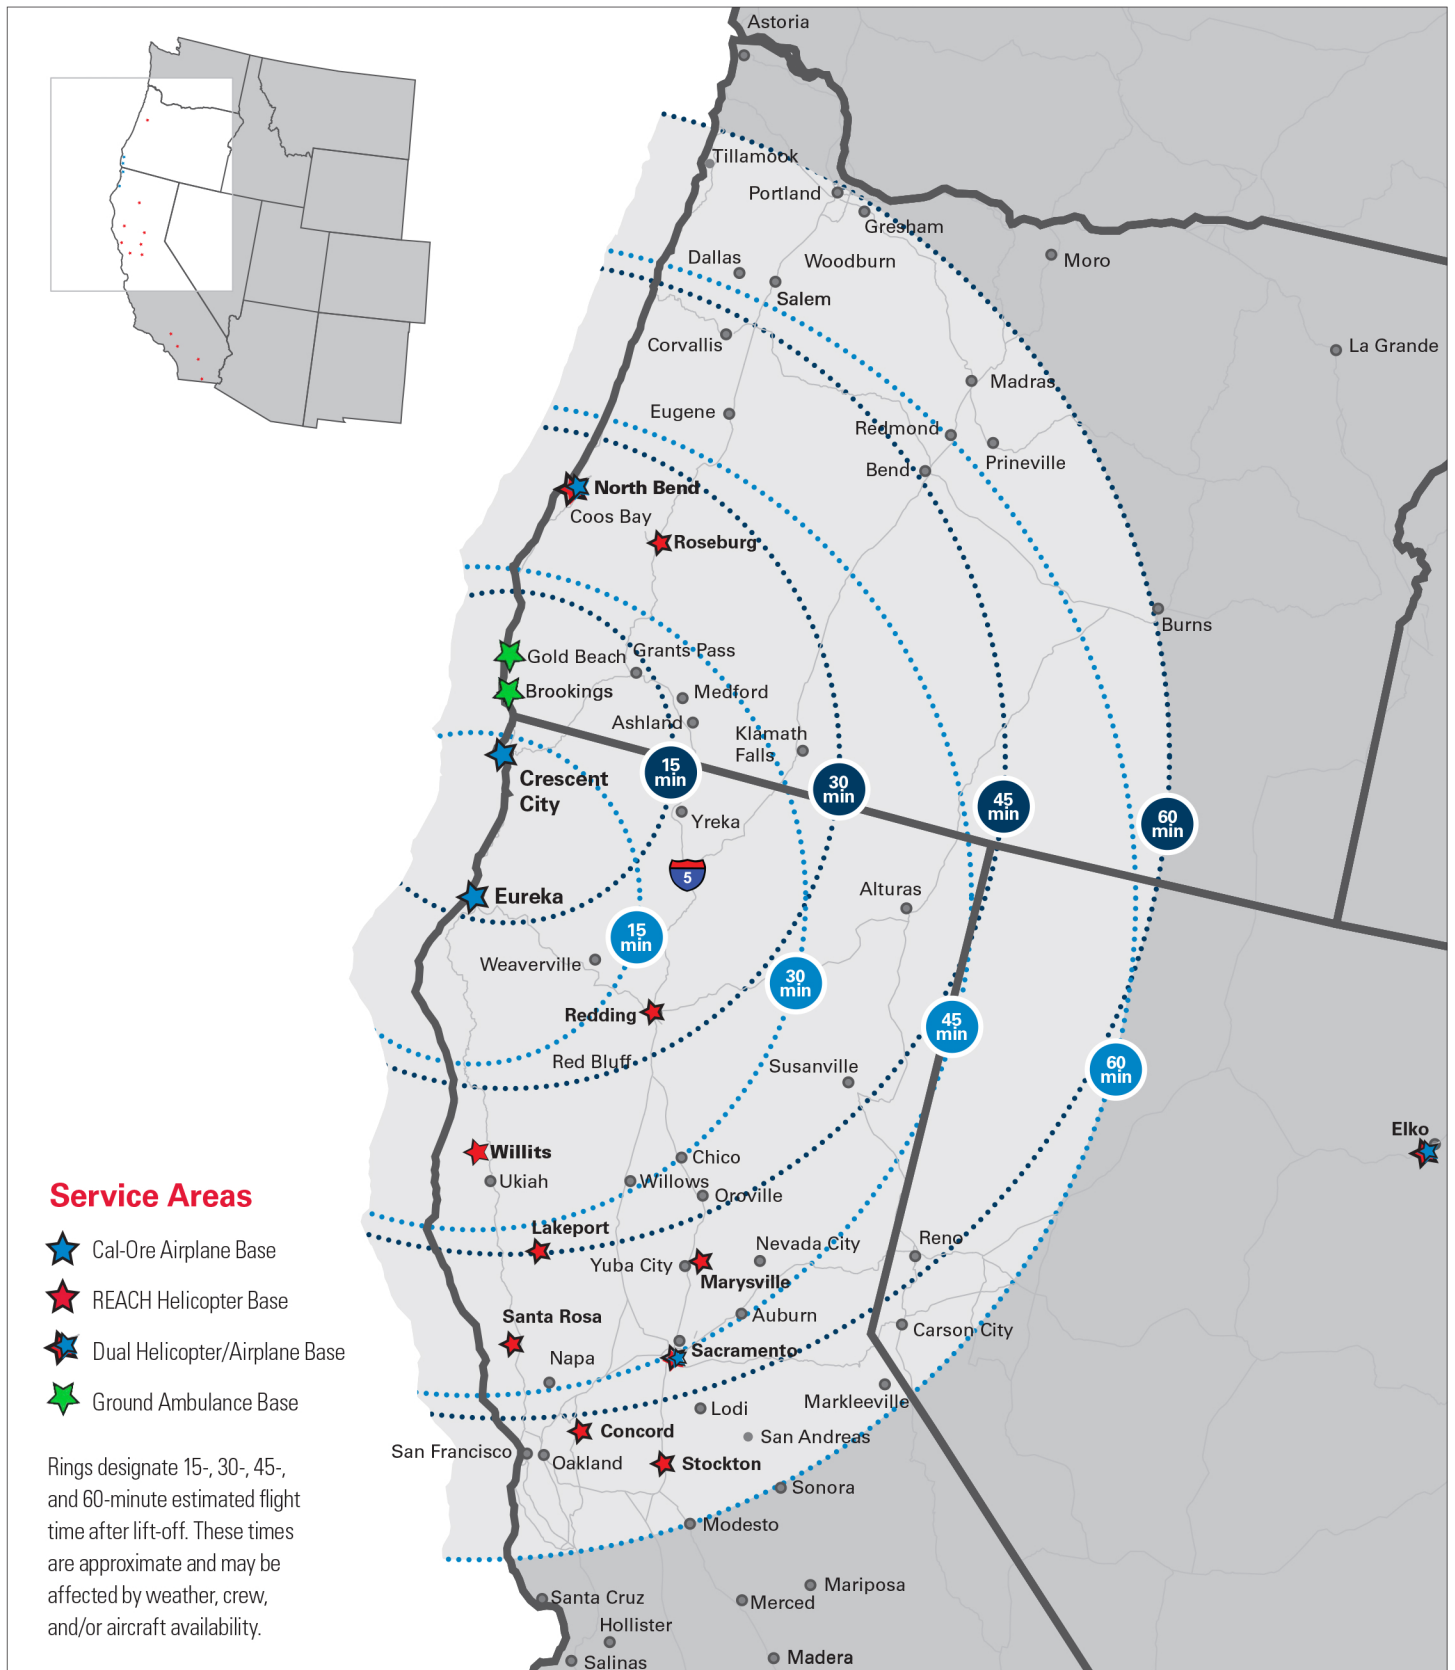 Astoria
Tillamook
Portland
Gresham
Dallas
Woodburn
Moro
Salem
Corvallis
La Grande
Madras
Eugene
Redmond
Prineville
Bend
North Bend
Coos Bay
Roseburg
Burns
Gold Beach
Grants Pass
Brookings
Medford
Ashland
Klamath
Falls
15
min
30
min
45
min
60
min
Crescent
City
Yreka
5
Alturas
Eureka
15
min
Weaverville
30
min
Redding
45
min
Red Bluff
Susanville
60
min
Elko
Willits
Chico
Ukiah
Willows
Oroville
Service Areas
Lakeport
Nevada City
Reno
Cal-Ore Airplane Base
Yuba City
Marysville
REACH Helicopter Base
Santa Rosa
Auburn
Carson City
Dual Helicopter/Airplane Base
Sacramento
Napa
Ground Ambulance Base
Markleeville
Lodi
Concord
San Andreas
San Francisco
Oakland
Stockton
Rings designate 15-, 30-, 45-,
and 60-minute estimated flight
time after lift-off. These times
are approximate and may be
affected by weather, crew,
and/or aircraft availability.
Sonora
Modesto
Mariposa
Santa Cruz
Merced
Hollister
Salinas
Madera